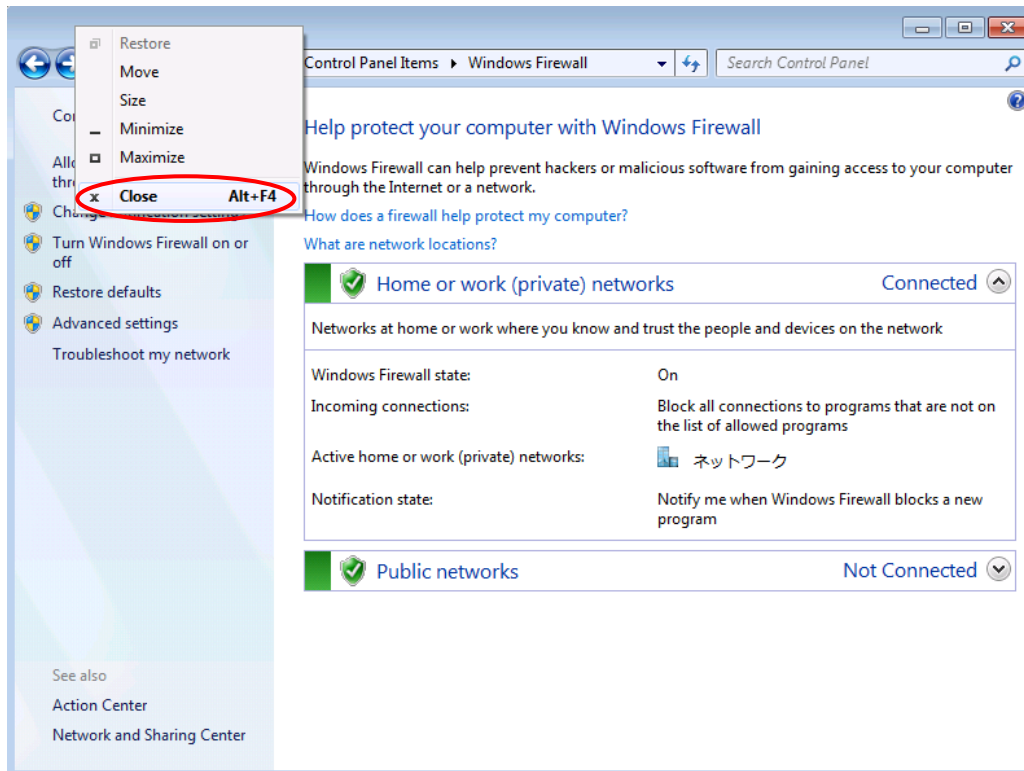 Restore
Move
Size
Minimize
Maximize
x Close Alt+F4
Control Panel Items Windows Firewall
Search Control Panel
Turn Windows Firewall on or
off
Restore defaults
Advanced settings
Troubleshoot my network
See also
Action Center
Network and Sharing Center
Help protect your computer with Windows Firewall
Windows Firewall can help prevent hackers or malicious software from gaining access to your computer
through the Internet or a network.
How does a firewall help protect my computer?
What are network locations?
Home or work (private) networks Connected
Networks at home or work where you know and trust the people and devices on the network
Windows Firewall state: On
Incoming connections: Block all connections to programs that are not on
the list of allowed programs
Active home or work (private) networks: ネットワーク
Notification state: Notify me when Windows Firewall blocks a new
program
Public networks Not Connected